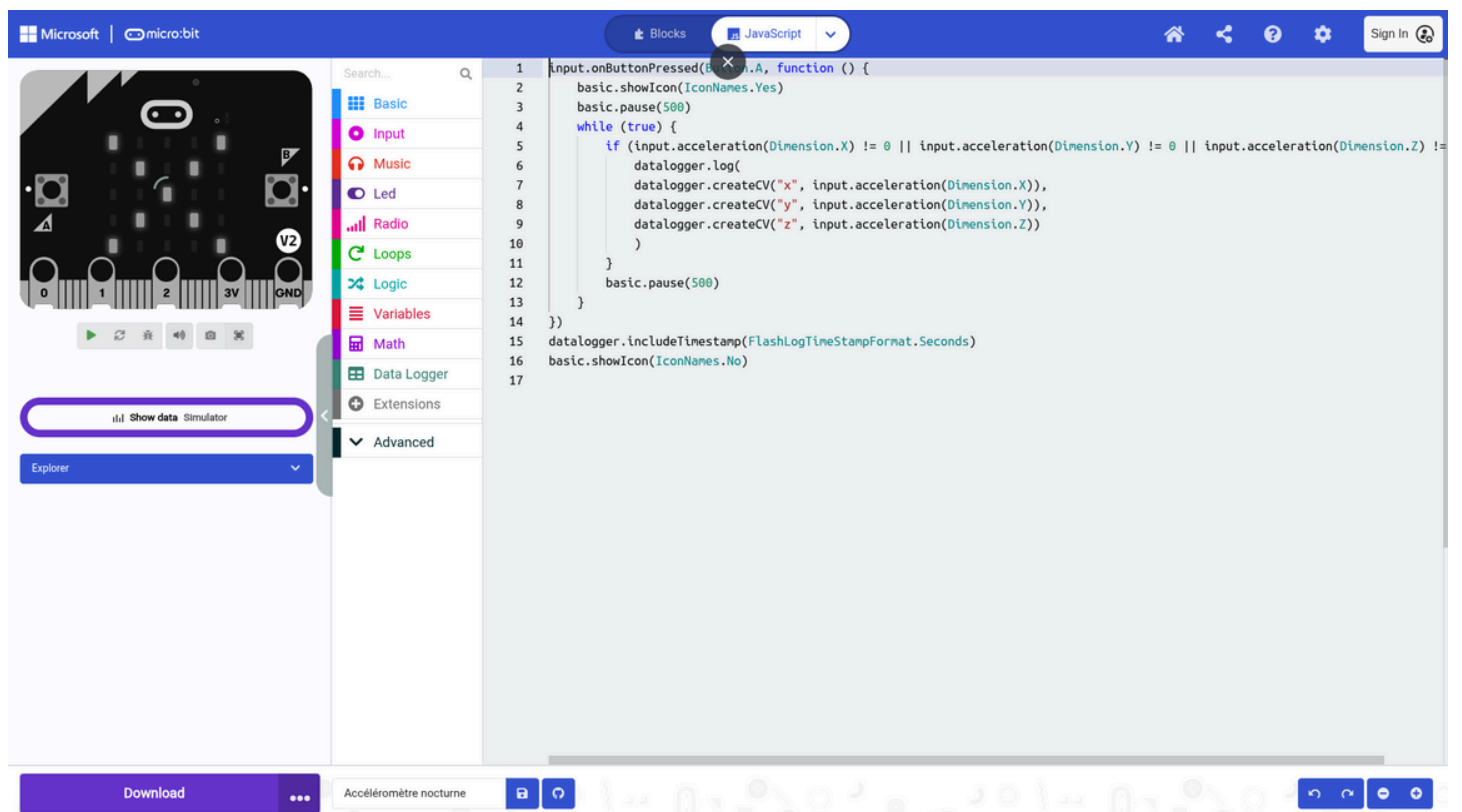 Microsoft | micro:bit
Blocks
JavaScript
Sign In
B
A
V2
0 1 2 3V GND
Show data Simulator
Explorer
Search...
Basic
Input
Music
Led
Radio
Loops
Logic
Variables
Math
Data Logger
Extensions
Advanced
1 input.onButtonPressed(Button.A, function () {
2 basic.showIcon(IconNames.Yes)
3 basic.pause(500)
4 while (true) {
5 if (input.acceleration(Dimension.X) != 0 || input.acceleration(Dimension.Y) != 0 || input.acceleration(Dimension.Z) !=
6 datalogger.log(
7 datalogger.createCV("x", input.acceleration(Dimension.X)),
8 datalogger.createCV("y", input.acceleration(Dimension.Y)),
9 datalogger.createCV("z", input.acceleration(Dimension.Z))
10 )
11 }
12 basic.pause(500)
13 }
14 })
15 datalogger.includeTimestamp(FlashLogTimeStampFormat.Seconds)
16 basic.showIcon(IconNames.No)
17
Download
Accéléromètre nocturne